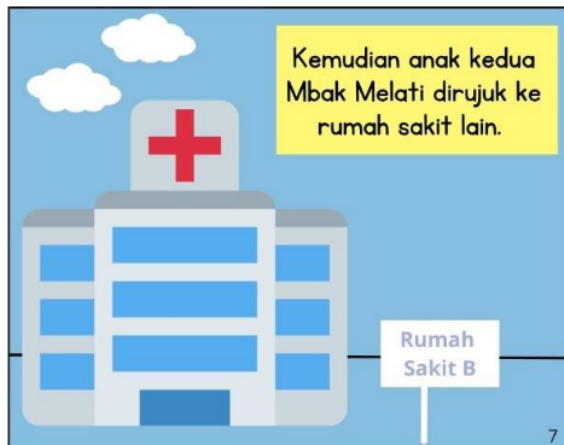 Kemudian anak kedua
Mbak Melati dirujuk ke
rumah sakit lain.
Rumah
Sakit B
7